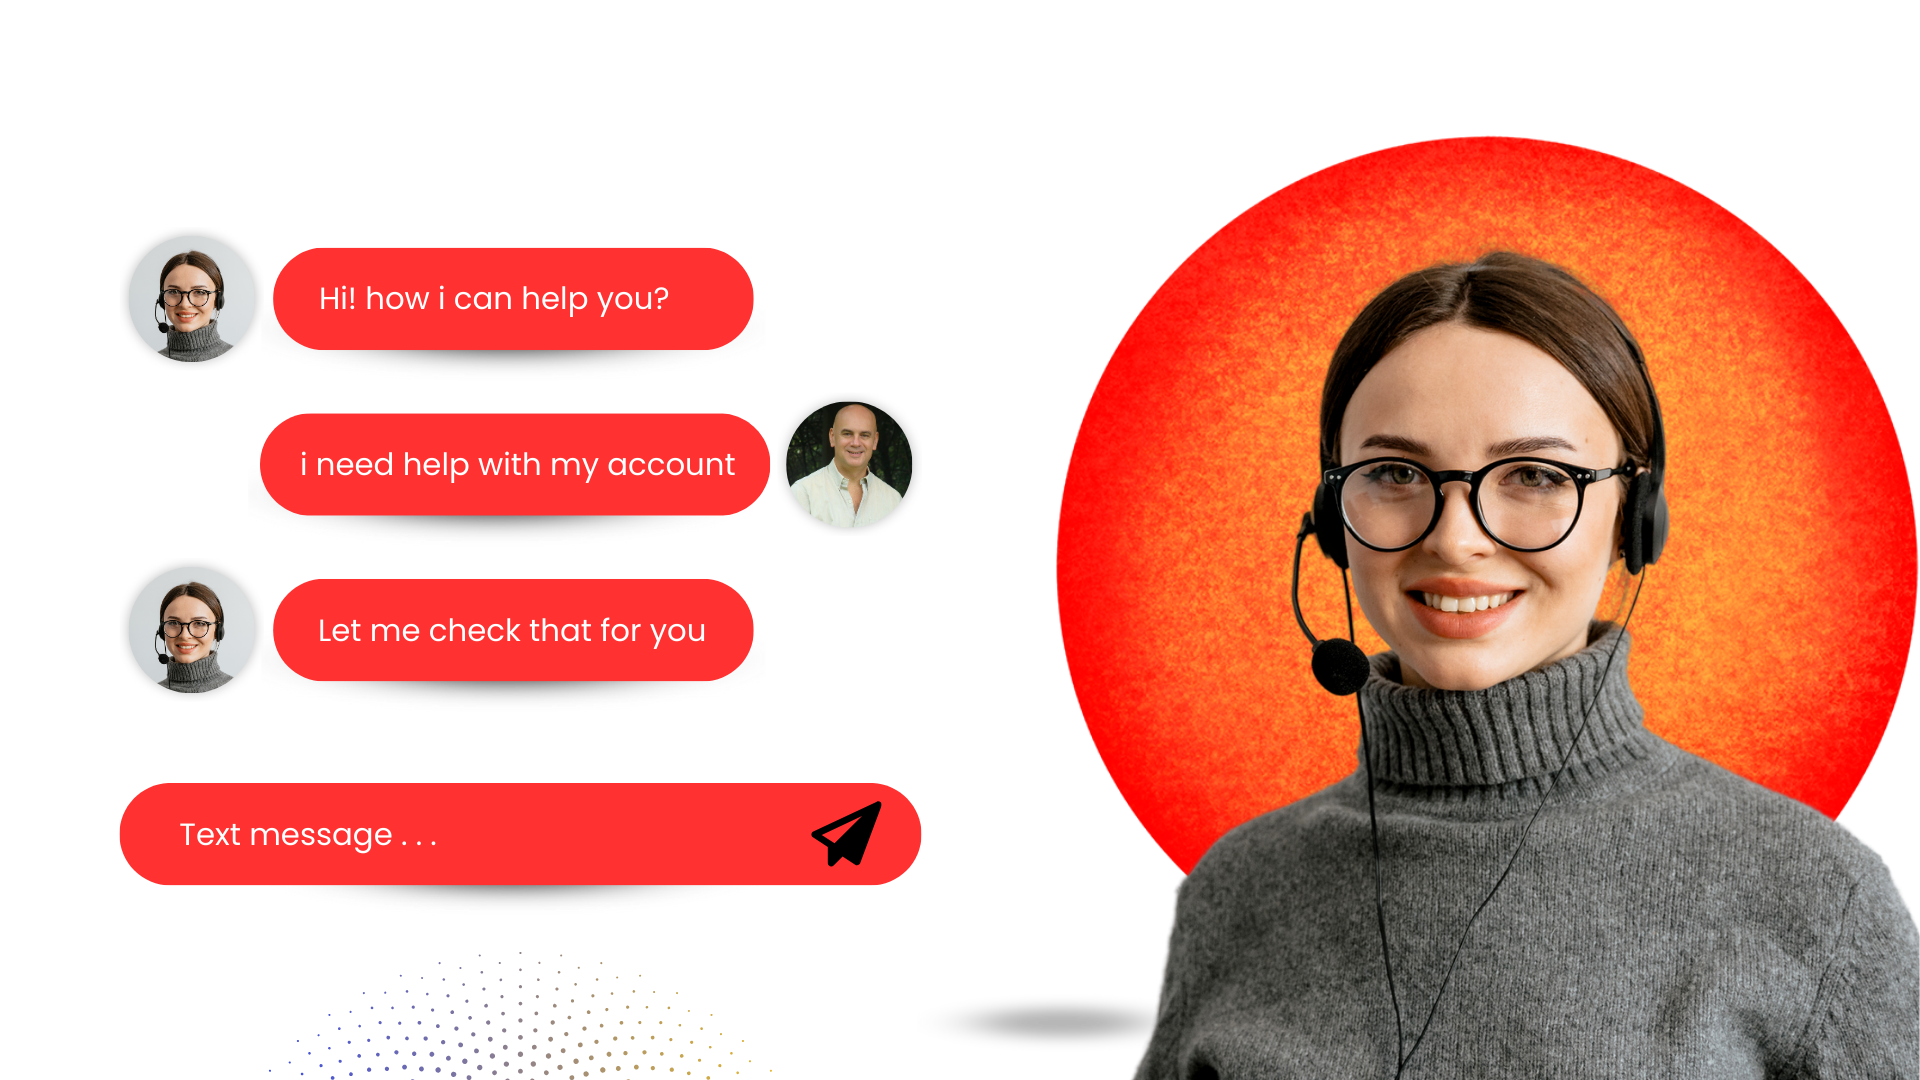 Hi! how i can help you?
i need help with my account
Let me check that for you
Text message . . .